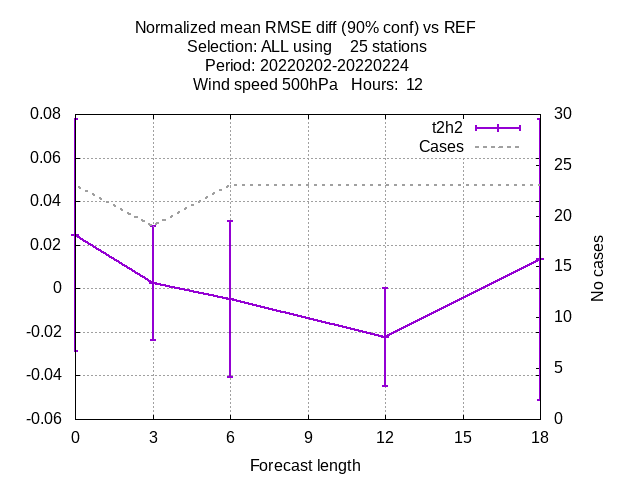 Normalized mean RMSE diff (90% conf) vs REF
Selection: ALL using    25 stations
Period: 20220202-20220224
Wind speed 500hPa   Hours:  12
0.08
0.06
0.04
0.02
0
-0.02
-0.04
-0.06
t2h2
Cases
30
25
20
15
10
5
0
No cases
0 3 6 9 12 15 18
Forecast length